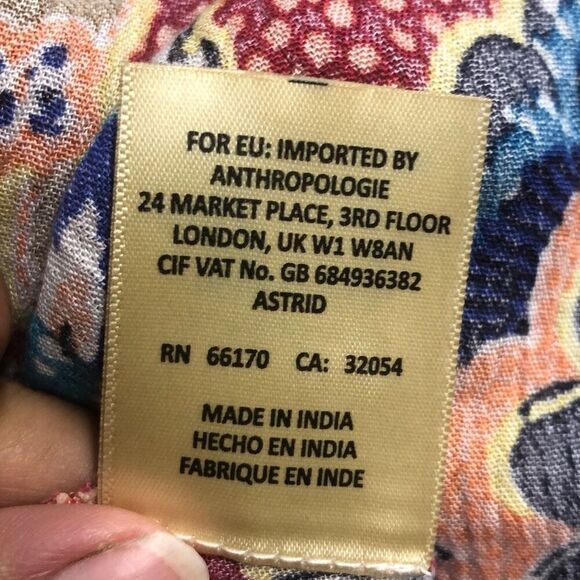 FOR EU: IMPORTED BY
ANTHROPOLOGIE
24 MARKET PLACE, 3RD FLOOR
LONDON, UK W1 W8AN
CIF VAT No. GB 684936382
ASTRID
RN 66170 CA: 32054
MADE IN INDIA
HECHO EN INDIA
FABRIQUE EN INDE